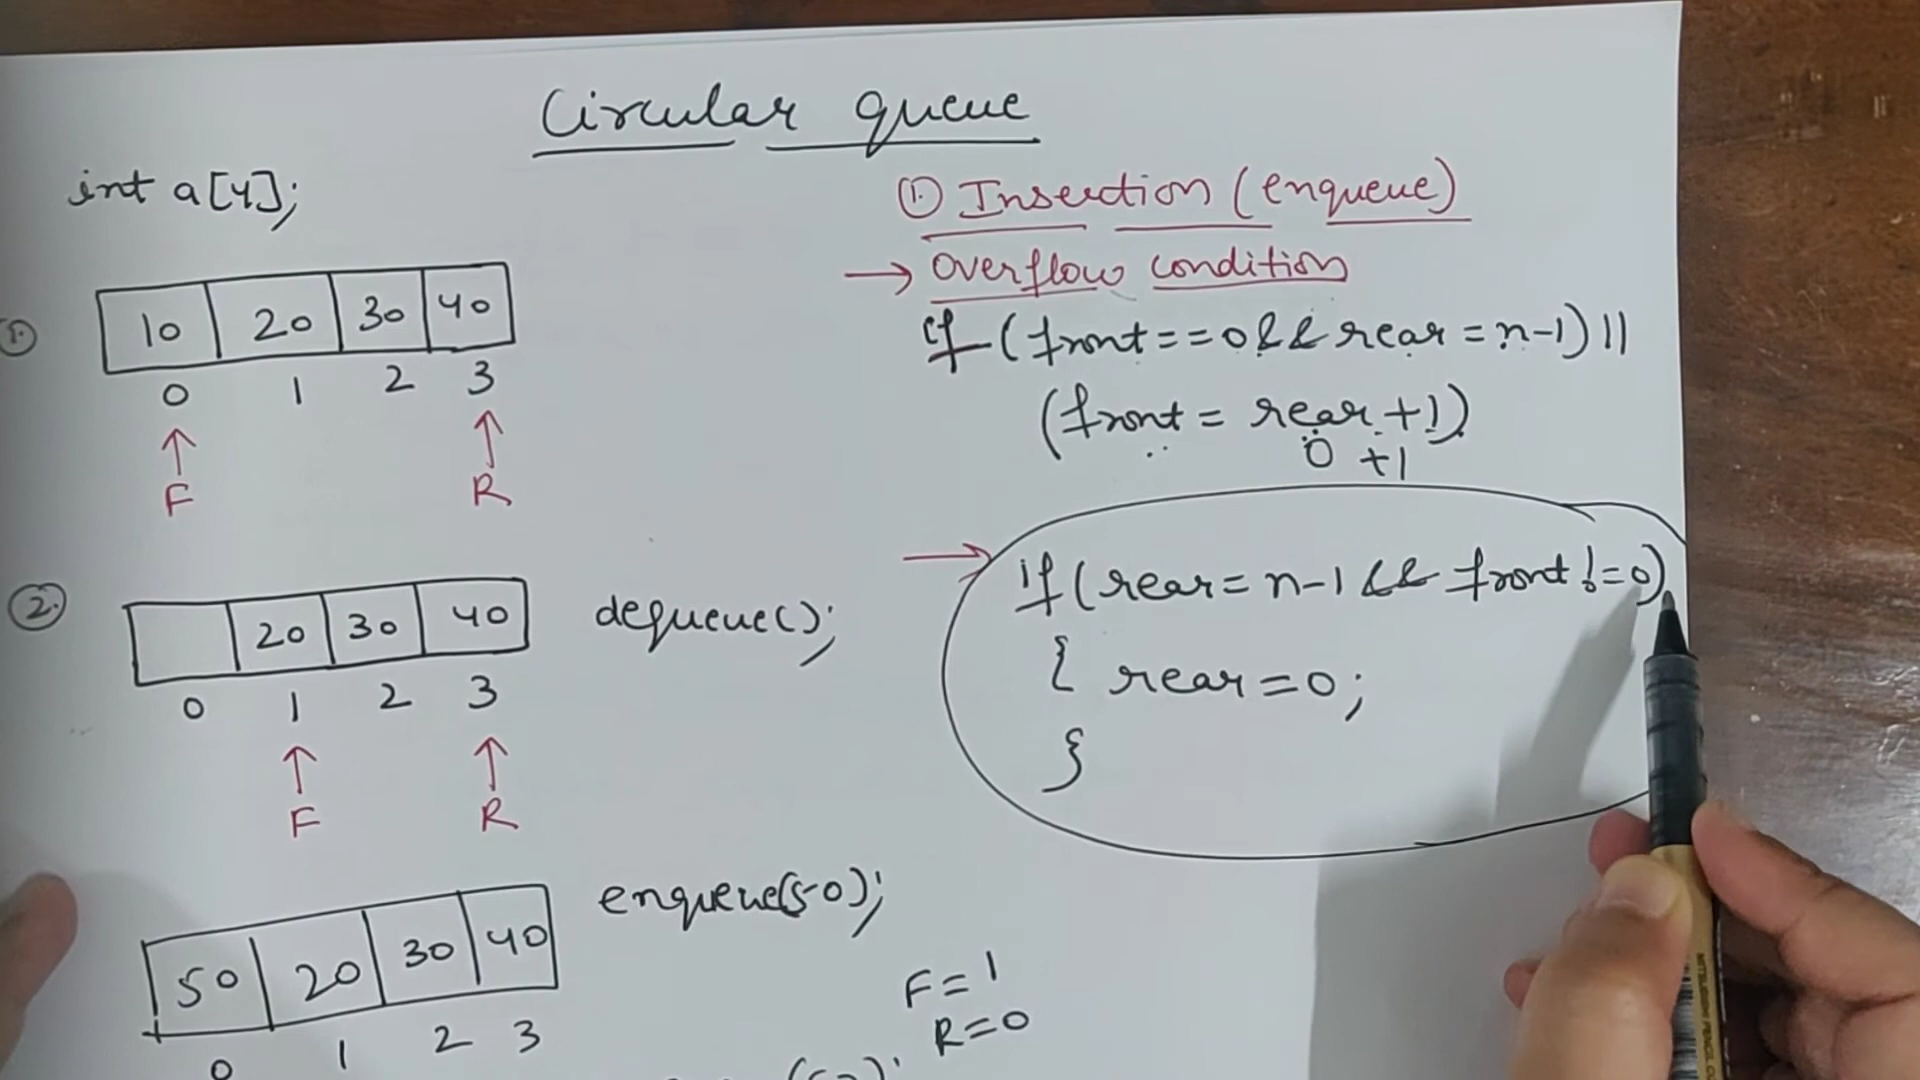 Circular queue
int a[4];
1.
10 20 30 40
0 1 2 3
F R
2.
20 30 40
0 1 2 3
F R
dequeue();
50 20 30 40
0 1 2 3
enqueue(50);
F=1
R=0
1. Insertion (enqueue)
→ Overflow condition
if (front==0 && rear=n-1) ||
(front = rear +1)
0 +1
→ if (rear=n-1 && front!=0)
{ rear=0;
}